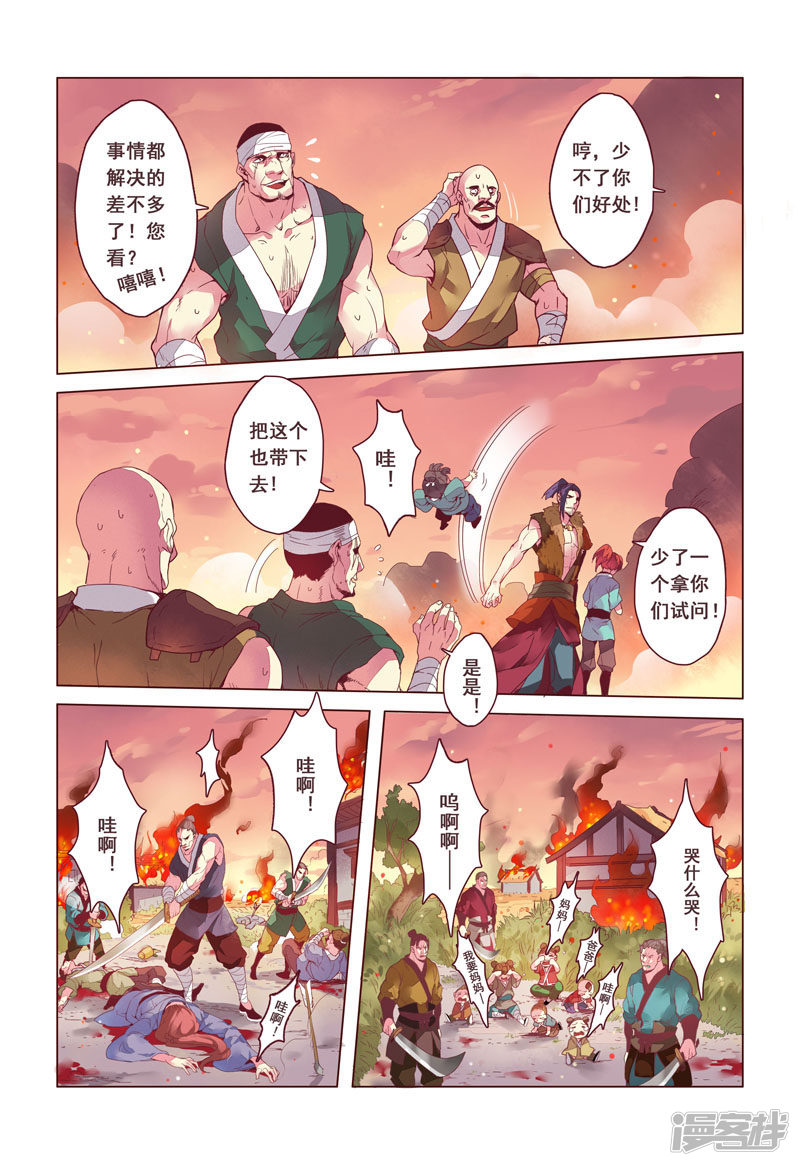 事情都
解决的
差不多
了！您
看？
嘻嘻！
哼，少
不了你
们好处！
把这个
也带下
去！
哇！
少了一
个拿你
们试问！
是是！
哇啊！
哇啊！
哇啊！
呜啊啊—
哭什么哭！
妈妈—
爸爸—
我要妈妈—
哇啊！
漫客栈